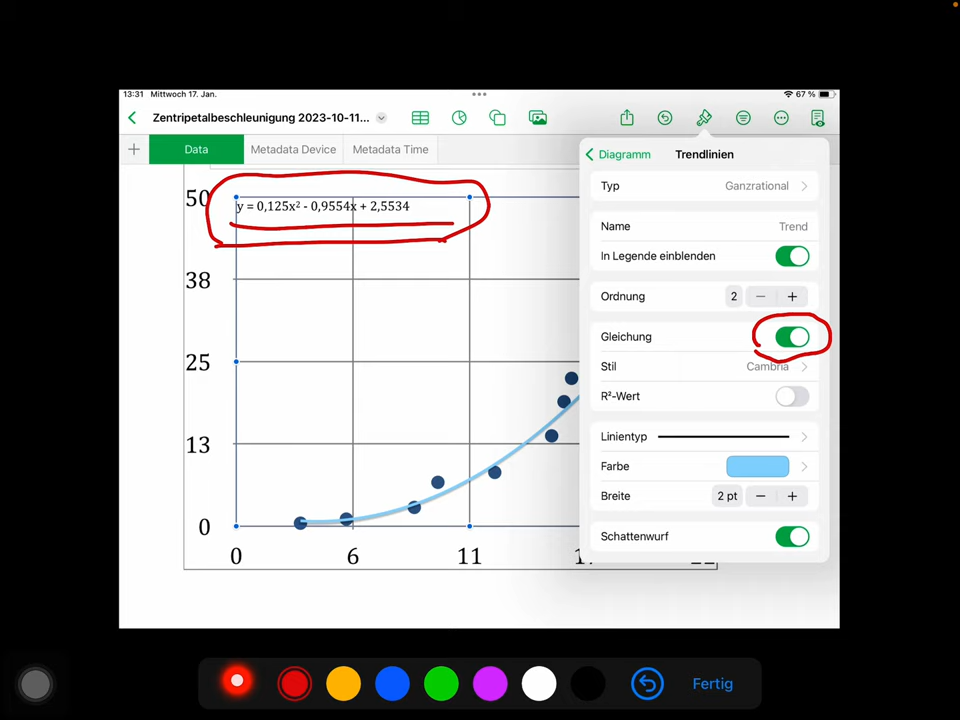 13:31 Mittwoch 17. Jan.
67 %
Zentripetalbeschleunigung 2023-10-11...
Data
Metadata Device
Metadata Time
y = 0,125x² - 0,9554x + 2,5534
50
38
25
13
0
0
6
11
Diagramm
Trendlinien
Typ
Ganzrational
Name
Trend
In Legende einblenden
Ordnung
2
Gleichung
Stil
Cambria
R²-Wert
Linientyp
Farbe
Breite
2 pt
Schattenwurf
Fertig